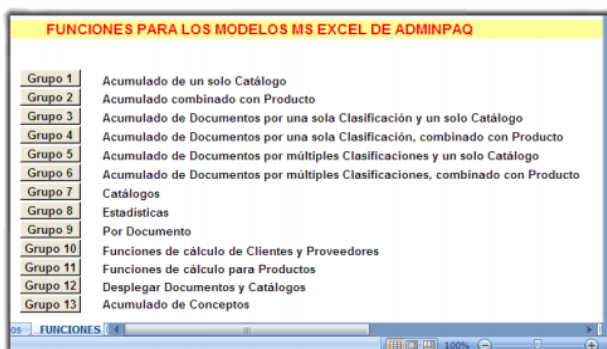 FUNCIONES PARA LOS MODELOS MS EXCEL DE ADMINPAQ
Grupo 1 Acumulado de un solo Catálogo
Grupo 2 Acumulado combinado con Producto
Grupo 3 Acumulado de Documentos por una sola Clasificación y un solo Catálogo
Grupo 4 Acumulado de Documentos por una sola Clasificación, combinado con Producto
Grupo 5 Acumulado de Documentos por múltiples Clasificaciones y un solo Catálogo
Grupo 6 Acumulado de Documentos por múltiples Clasificaciones, combinado con Producto
Grupo 7 Catálogos
Grupo 8 Estadísticas
Grupo 9 Por Documento
Grupo 10 Funciones de cálculo de Clientes y Proveedores
Grupo 11 Funciones de cálculo para Productos
Grupo 12 Desplegar Documentos y Catálogos
Grupo 13 Acumulado de Conceptos
os FUNCIONES
100%